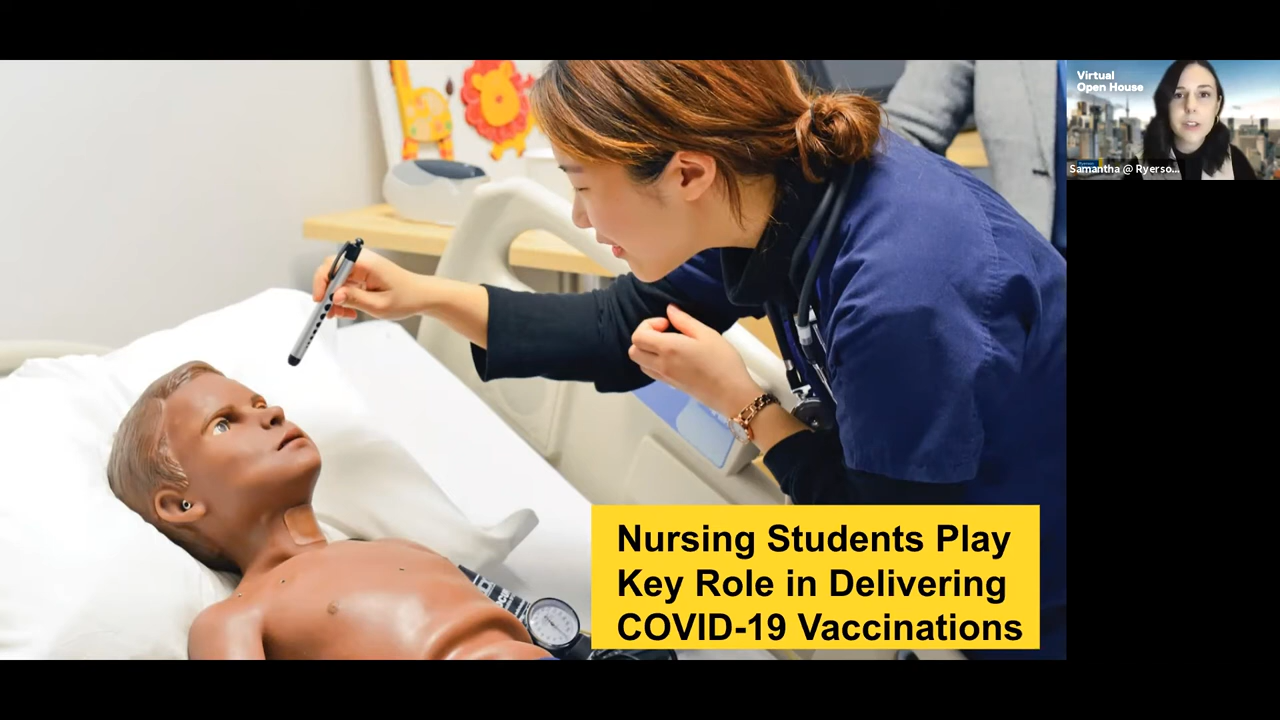 Virtual
Open House
Samantha @ Ryerso...
Nursing Students Play
Key Role in Delivering
COVID-19 Vaccinations